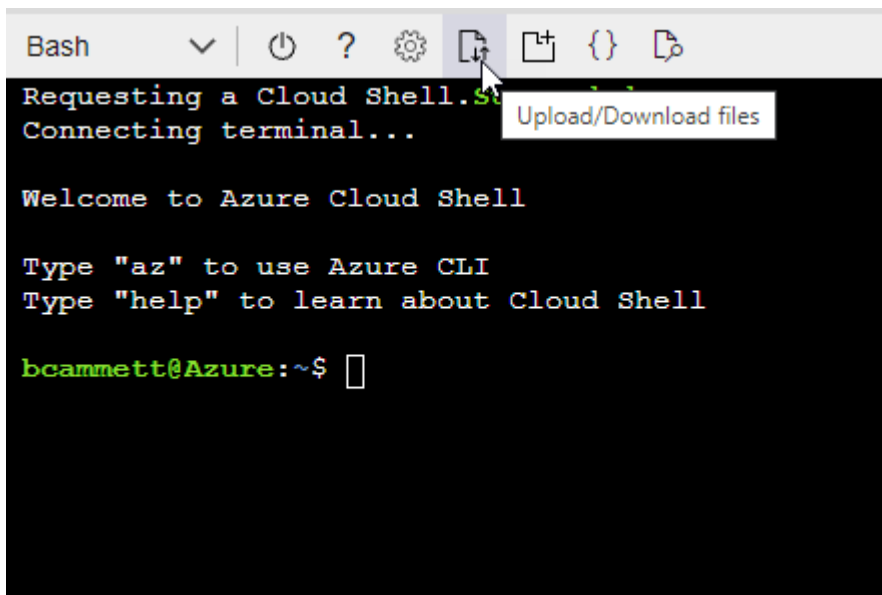 Bash
?
{}
Requesting a Cloud Shell.
Upload/Download files
Connecting terminal...
Welcome to Azure Cloud Shell
Type "az" to use Azure CLI
Type "help" to learn about Cloud Shell
bcammett@Azure:~$